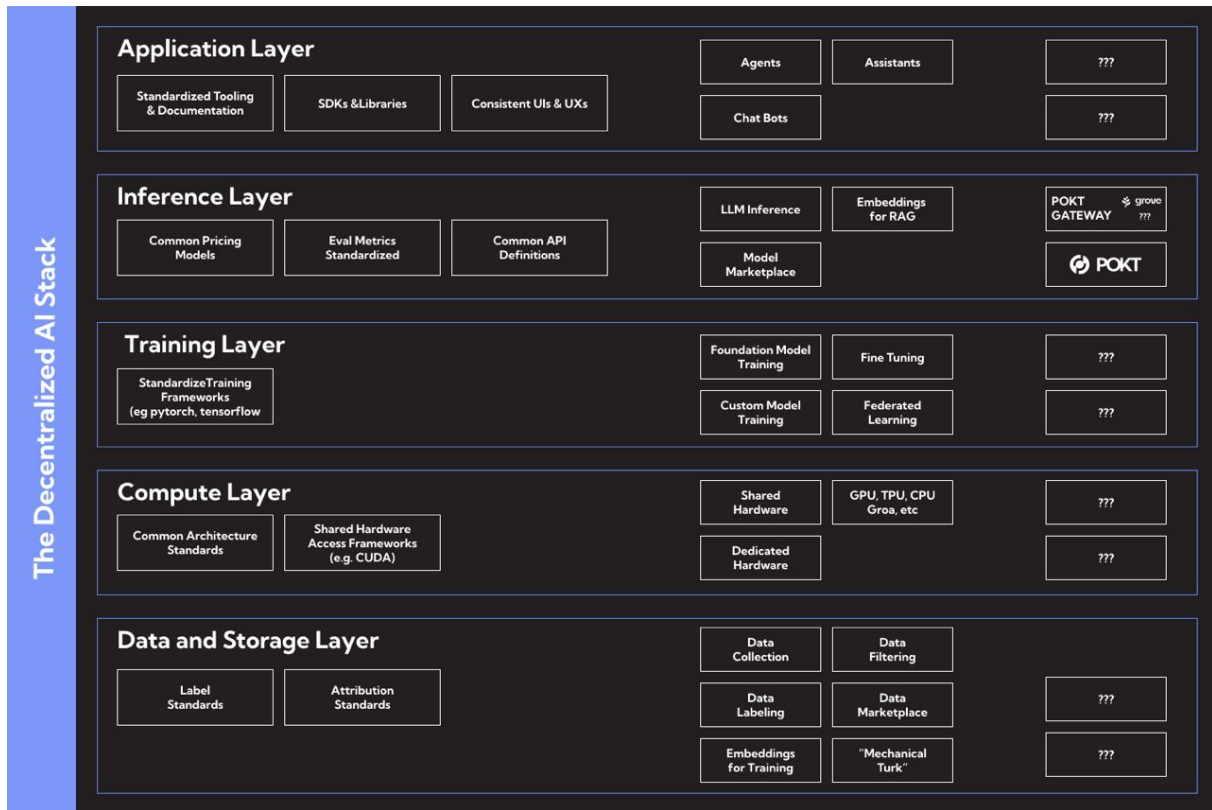 The Decentralized AI Stack
Application Layer
Standardized Tooling
& Documentation
SDKs &Libraries
Consistent UIs & UXs
Agents
Assistants
Chat Bots
???
???
Inference Layer
Common Pricing
Models
Eval Metrics
Standardized
Common API
Definitions
LLM Inference
Embeddings
for RAG
Model
Marketplace
POKT
GATEWAY
grove
???
POKT
Training Layer
StandardizeTraining
Frameworks
(eg pytorch, tensorflow
Foundation Model
Training
Fine Tuning
Custom Model
Training
Federated
Learning
???
???
Compute Layer
Common Architecture
Standards
Shared Hardware
Access Frameworks
(e.g. CUDA)
Shared
Hardware
GPU, TPU, CPU
Groa, etc
Dedicated
Hardware
???
???
Data and Storage Layer
Label
Standards
Attribution
Standards
Data
Collection
Data
Filtering
Data
Labeling
Data
Marketplace
Embeddings
for Training
"Mechanical
Turk"
???
???